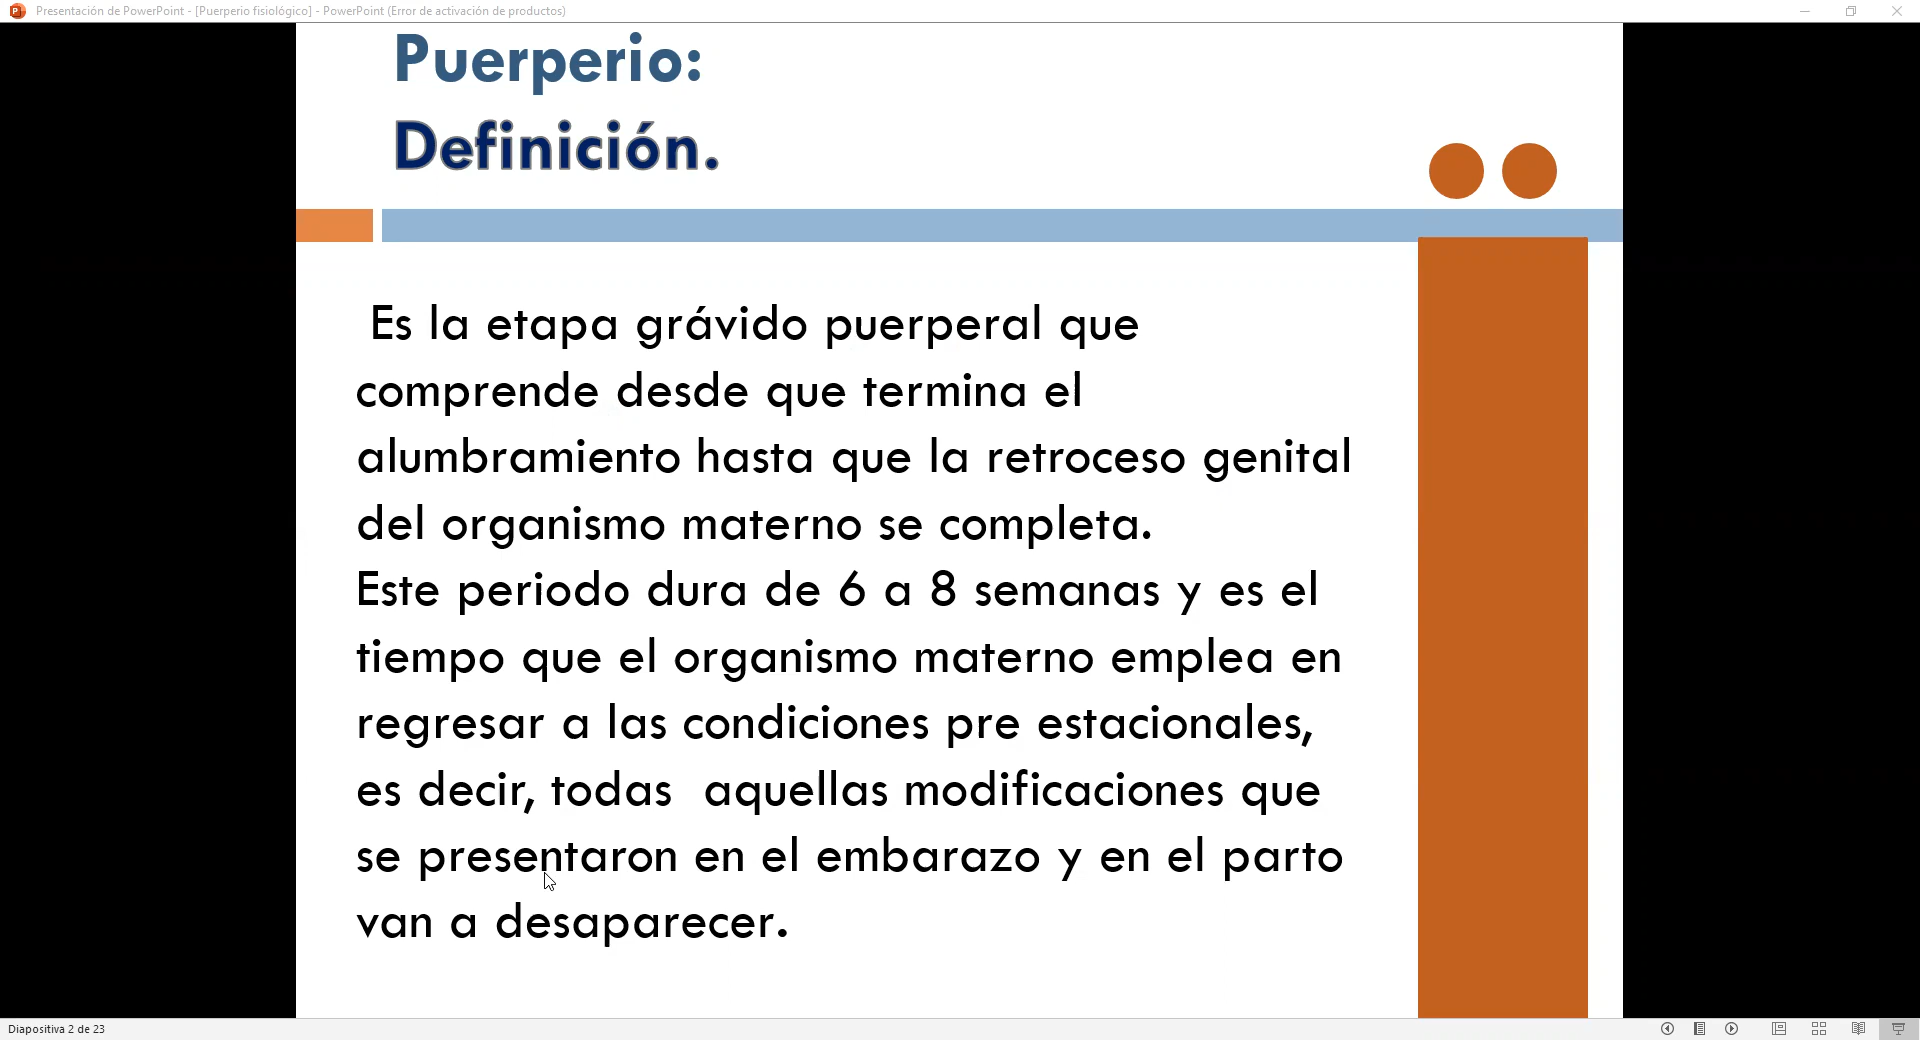 Presentación de PowerPoint - [Puerperio fisiológico] - PowerPoint (Error de activación de productos)
Puerperio:
Definición.
Es la etapa grávido puerperal que
comprende desde que termina el
alumbramiento hasta que la retroceso genital
del organismo materno se completa.
Este periodo dura de 6 a 8 semanas y es el
tiempo que el organismo materno emplea en
regresar a las condiciones pre estacionales,
es decir, todas aquellas modificaciones que
se presentaron en el embarazo y en el parto
van a desaparecer.
Diapositiva 2 de 23